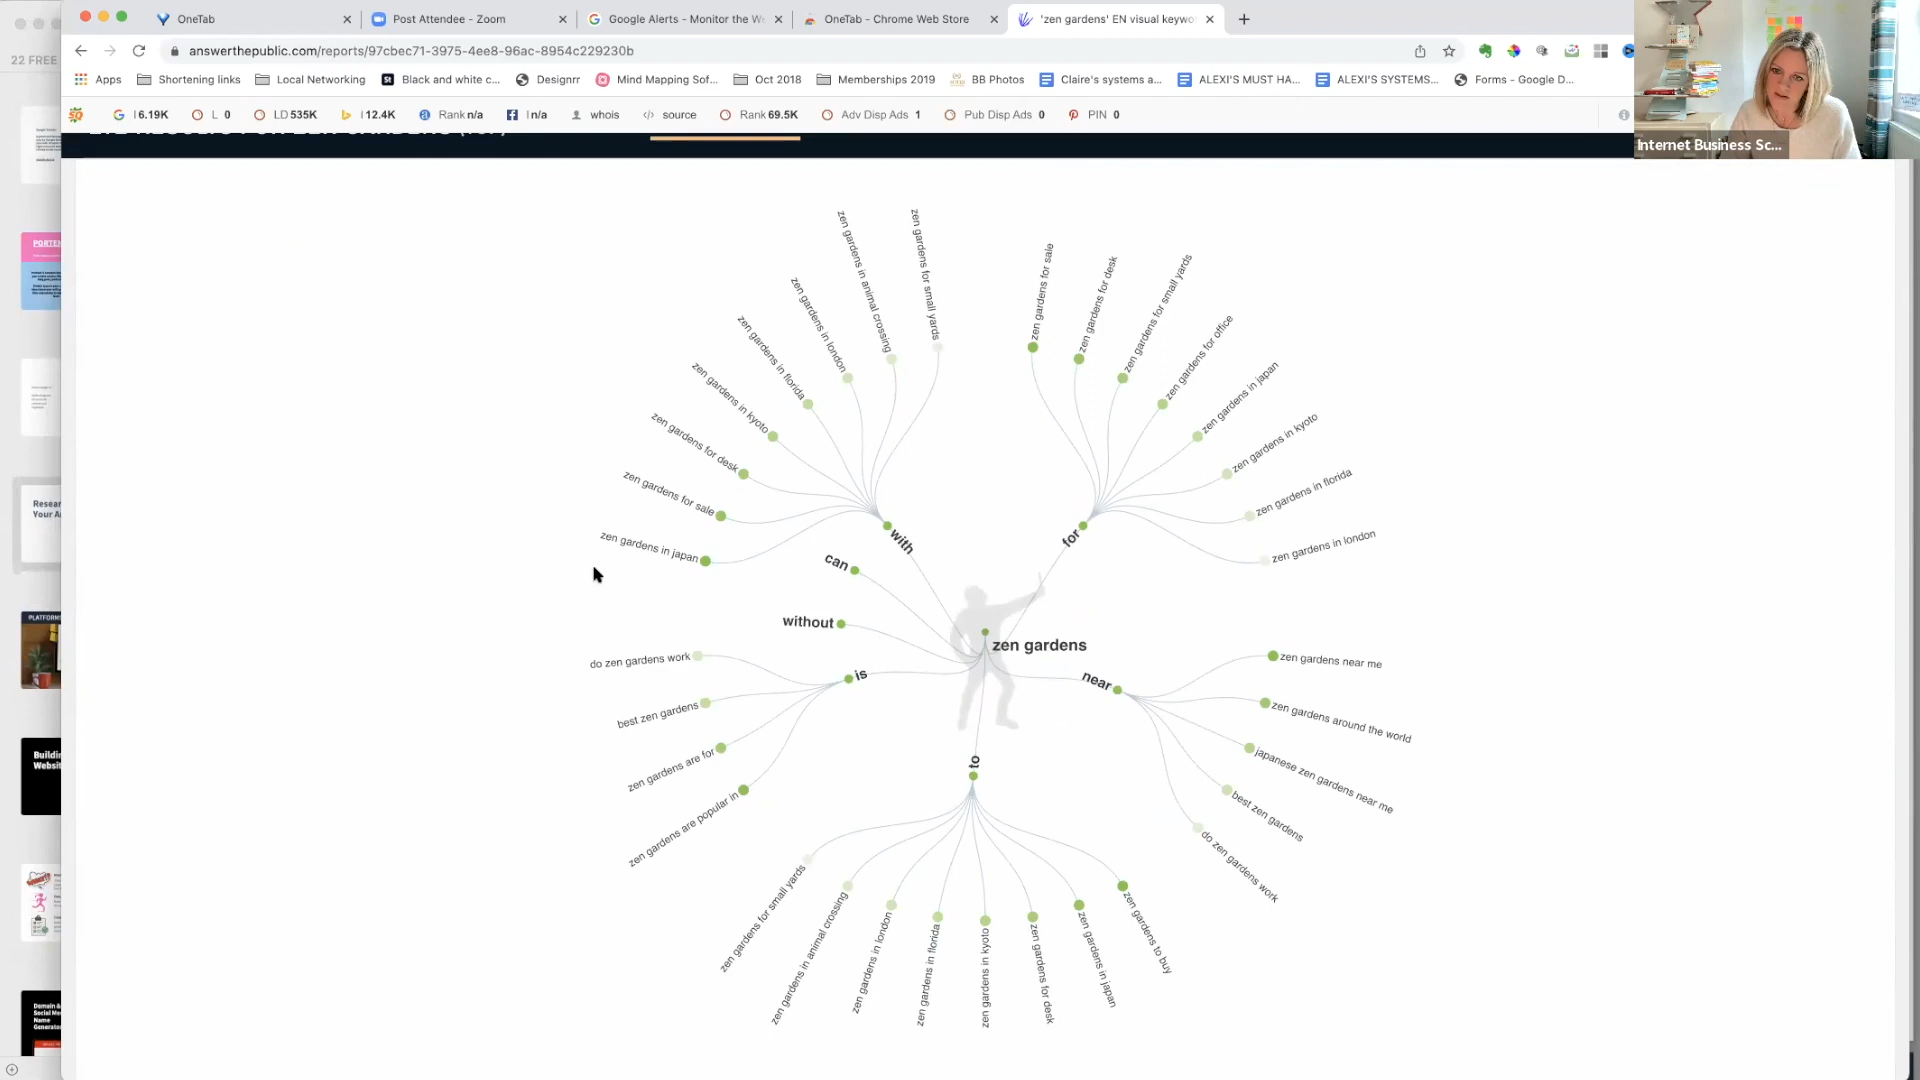 22 FREE
OneTab
Post Attendee - Zoom
Google Alerts - Monitor the W
OneTab - Chrome Web Store
'zen gardens' EN visual keywo
answerthepublic.com/reports/97cbec71-3975-4ee8-96ac-8954c229230b
Apps
Shortening links
Local Networking
Black and white c...
Designrr
Mind Mapping Sof...
Oct 2018
Memberships 2019
BB Photos
Claire's systems a...
ALEXI'S MUST HA...
ALEXI'S SYSTEMS...
Forms - Google D...
I 6.19K
L 0
LD 535K
I 12.4K
Rank n/a
I n/a
whois
source
Rank 69.5K
Adv Disp Ads 1
Pub Disp Ads 0
PIN 0
Internet Business Sc...
zen gardens
with
zen gardens in japan
zen gardens for sale
zen gardens for desk
zen gardens in kyoto
zen gardens in florida
zen gardens in london
zen gardens in animal crossing
zen gardens for small yards
for
zen gardens for sale
zen gardens for desk
zen gardens for small yards
zen gardens for office
zen gardens in japan
zen gardens in kyoto
zen gardens in florida
zen gardens in london
can
without
is
do zen gardens work
best zen gardens
zen gardens are for
zen gardens are popular in
near
zen gardens near me
zen gardens around the world
japanese zen gardens near me
best zen gardens
do zen gardens work
to
zen gardens for small yards
zen gardens in animal crossing
zen gardens in london
zen gardens in florida
zen gardens in kyoto
zen gardens for desk
zen gardens in japan
zen gardens to buy
PORTEN
Resear
Your A
PLATFORM
Buildin
Websit
Domain &
Social Me
Name
Generato